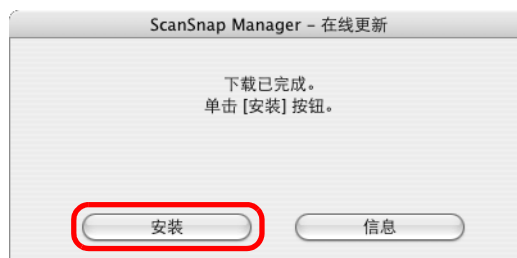 ScanSnap Manager – 在线更新
下载已完成。
单击 [安装] 按钮。
安装
信息